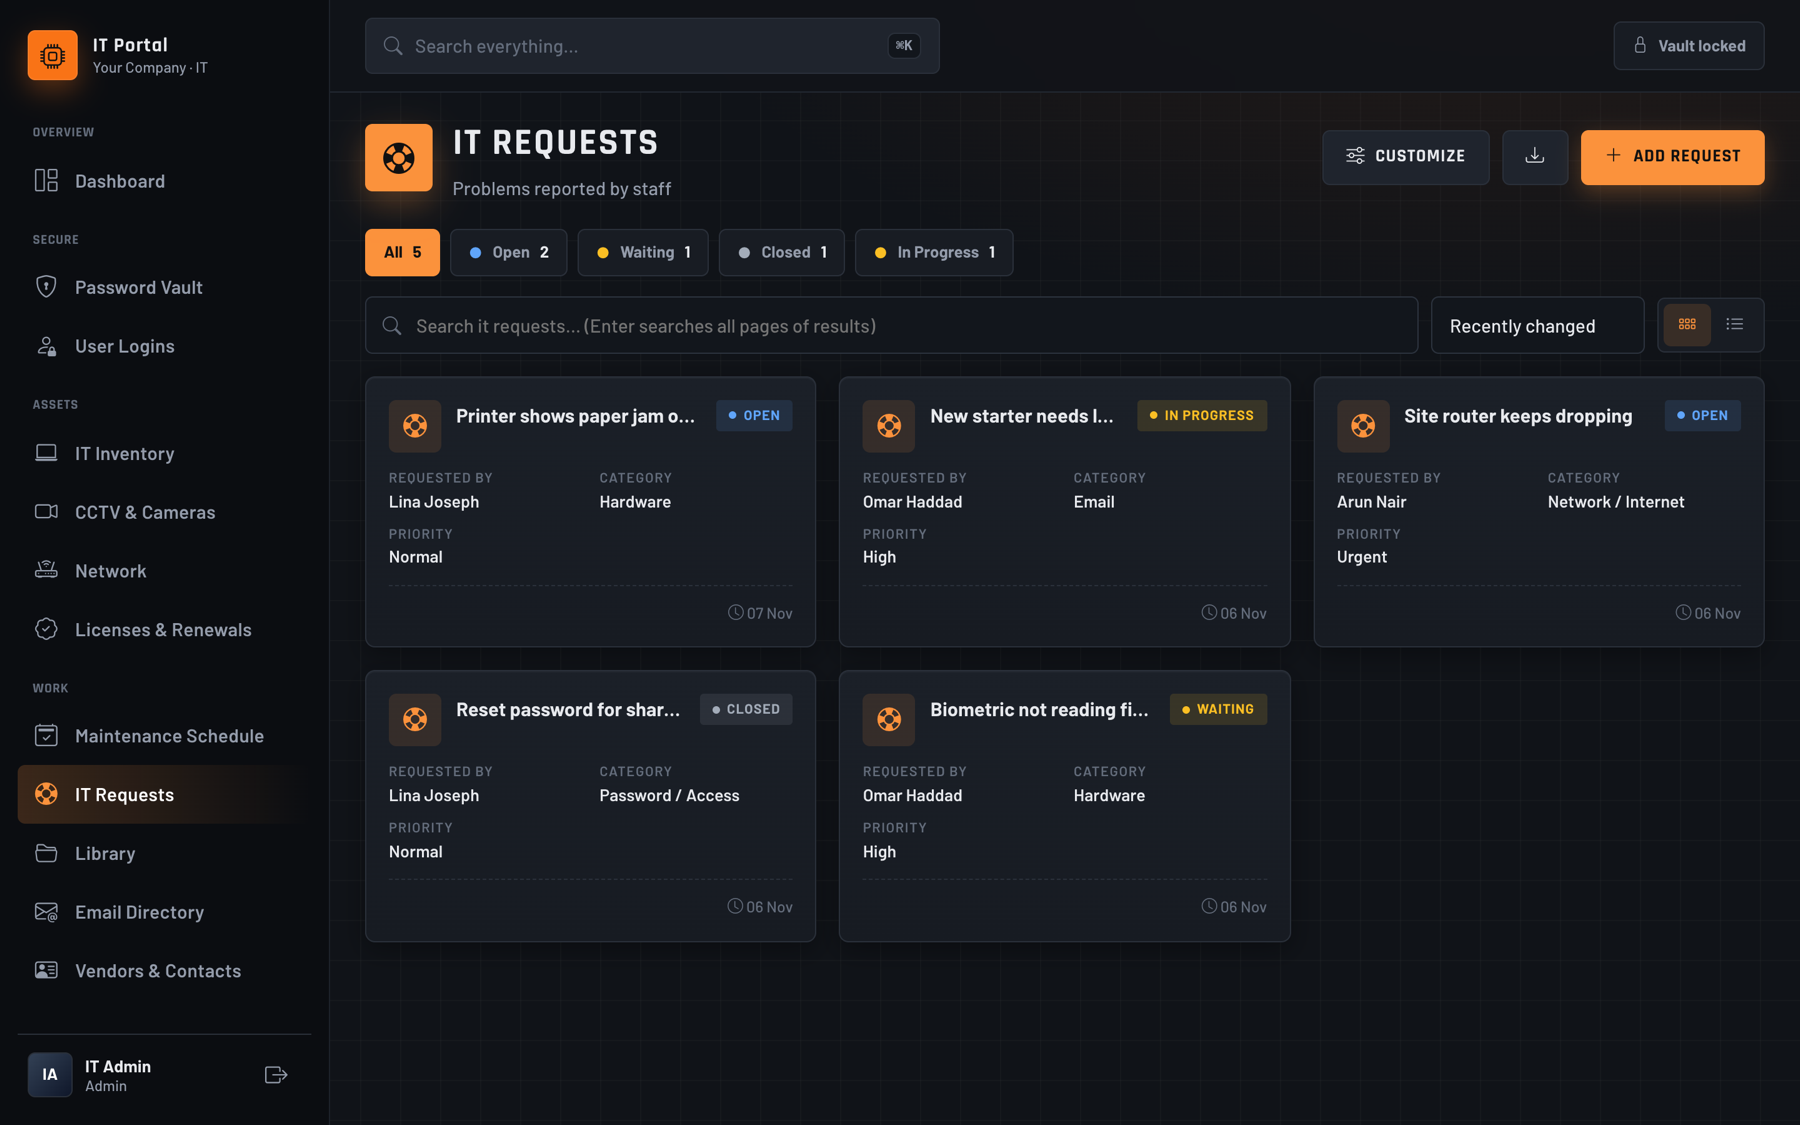 IT Portal
Your Company · IT
OVERVIEW
Dashboard
SECURE
Password Vault
User Logins
ASSETS
IT Inventory
CCTV & Cameras
Network
Licenses & Renewals
WORK
Maintenance Schedule
IT Requests
Library
Email Directory
Vendors & Contacts
IA
IT Admin
Admin
Search everything... ⌘K
Vault locked
IT REQUESTS
Problems reported by staff
CUSTOMIZE
ADD REQUEST
All 5
Open 2
Waiting 1
Closed 1
In Progress 1
Search it requests... (Enter searches all pages of results)
Recently changed
Printer shows paper jam o...
OPEN
REQUESTED BY
Lina Joseph
CATEGORY
Hardware
PRIORITY
Normal
07 Nov
New starter needs l...
IN PROGRESS
REQUESTED BY
Omar Haddad
CATEGORY
Email
PRIORITY
High
06 Nov
Site router keeps dropping
OPEN
REQUESTED BY
Arun Nair
CATEGORY
Network / Internet
PRIORITY
Urgent
06 Nov
Reset password for shar...
CLOSED
REQUESTED BY
Lina Joseph
CATEGORY
Password / Access
PRIORITY
Normal
06 Nov
Biometric not reading fi...
WAITING
REQUESTED BY
Omar Haddad
CATEGORY
Hardware
PRIORITY
High
06 Nov